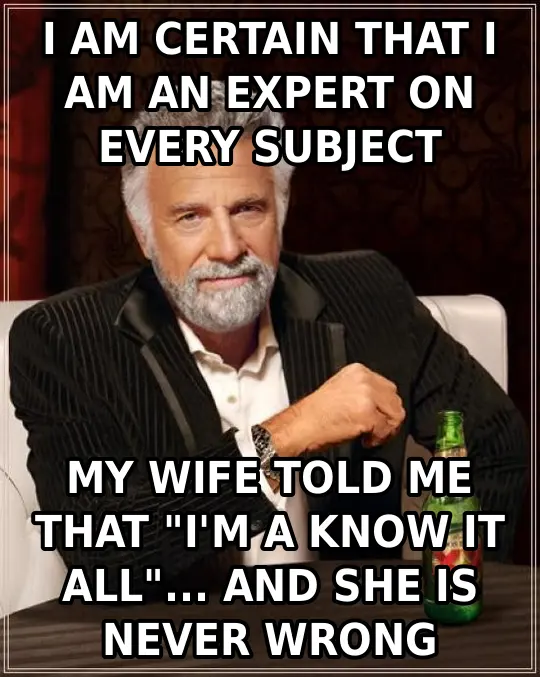 I AM CERTAIN THAT I
AM AN EXPERT ON
EVERY SUBJECT
MY WIFE TOLD ME
THAT "I'M A KNOW IT
ALL"... AND SHE IS
NEVER WRONG